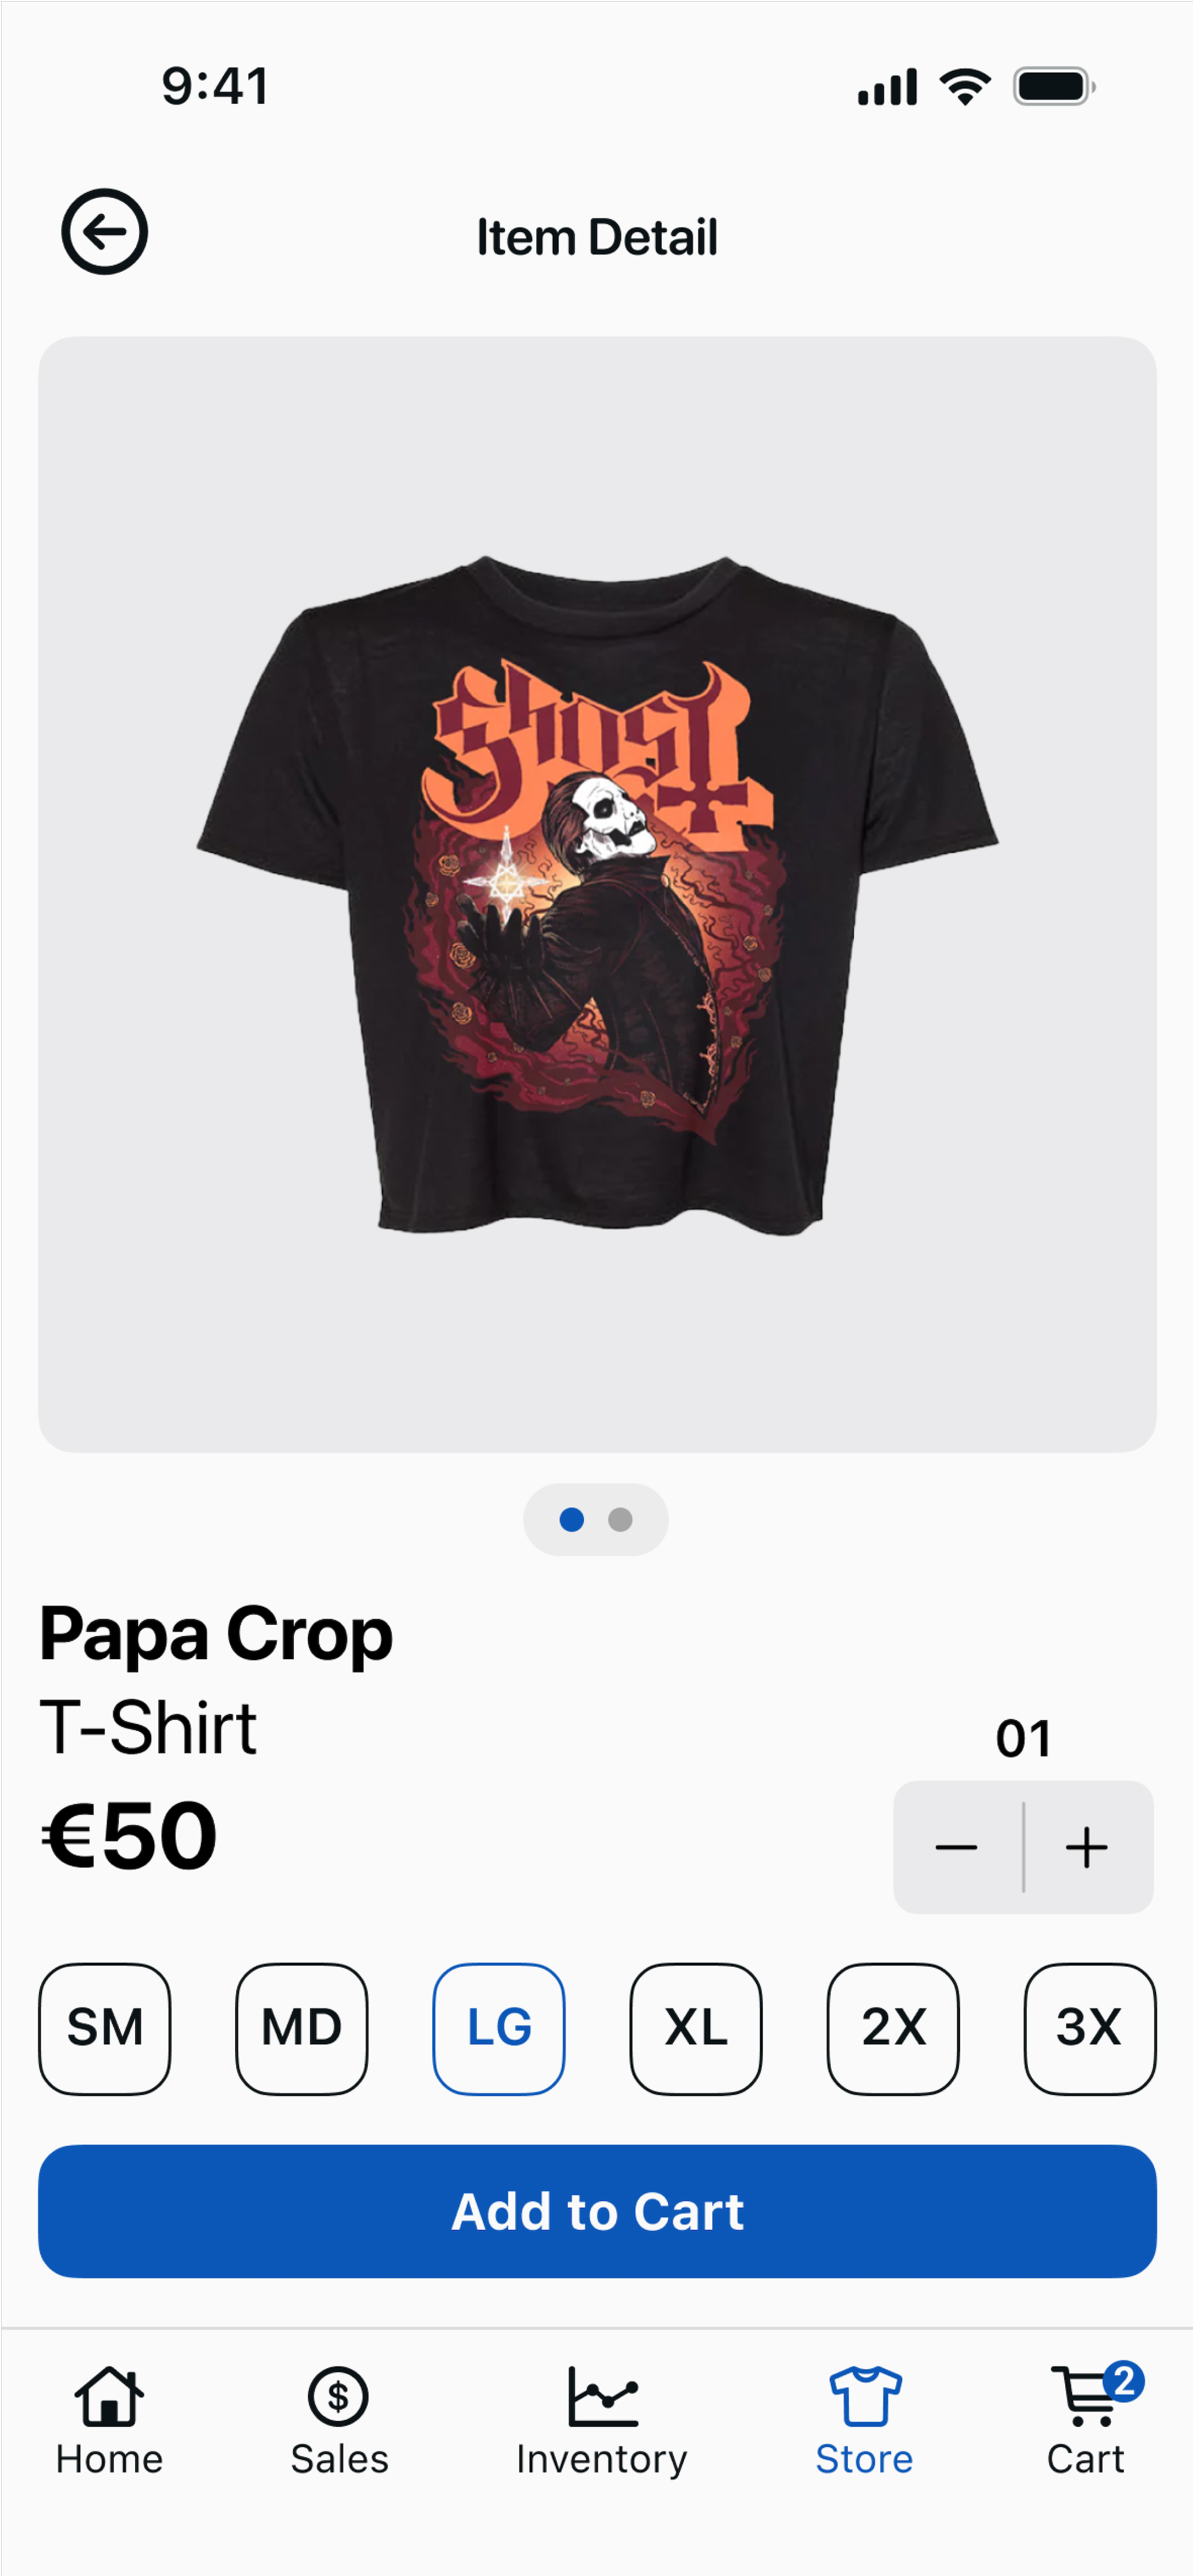 9:41
Item Detail
Ghost
Papa Crop
T-Shirt
01
€50
SM MD LG XL 2X 3X
Add to Cart
2
Home Sales Inventory Store Cart